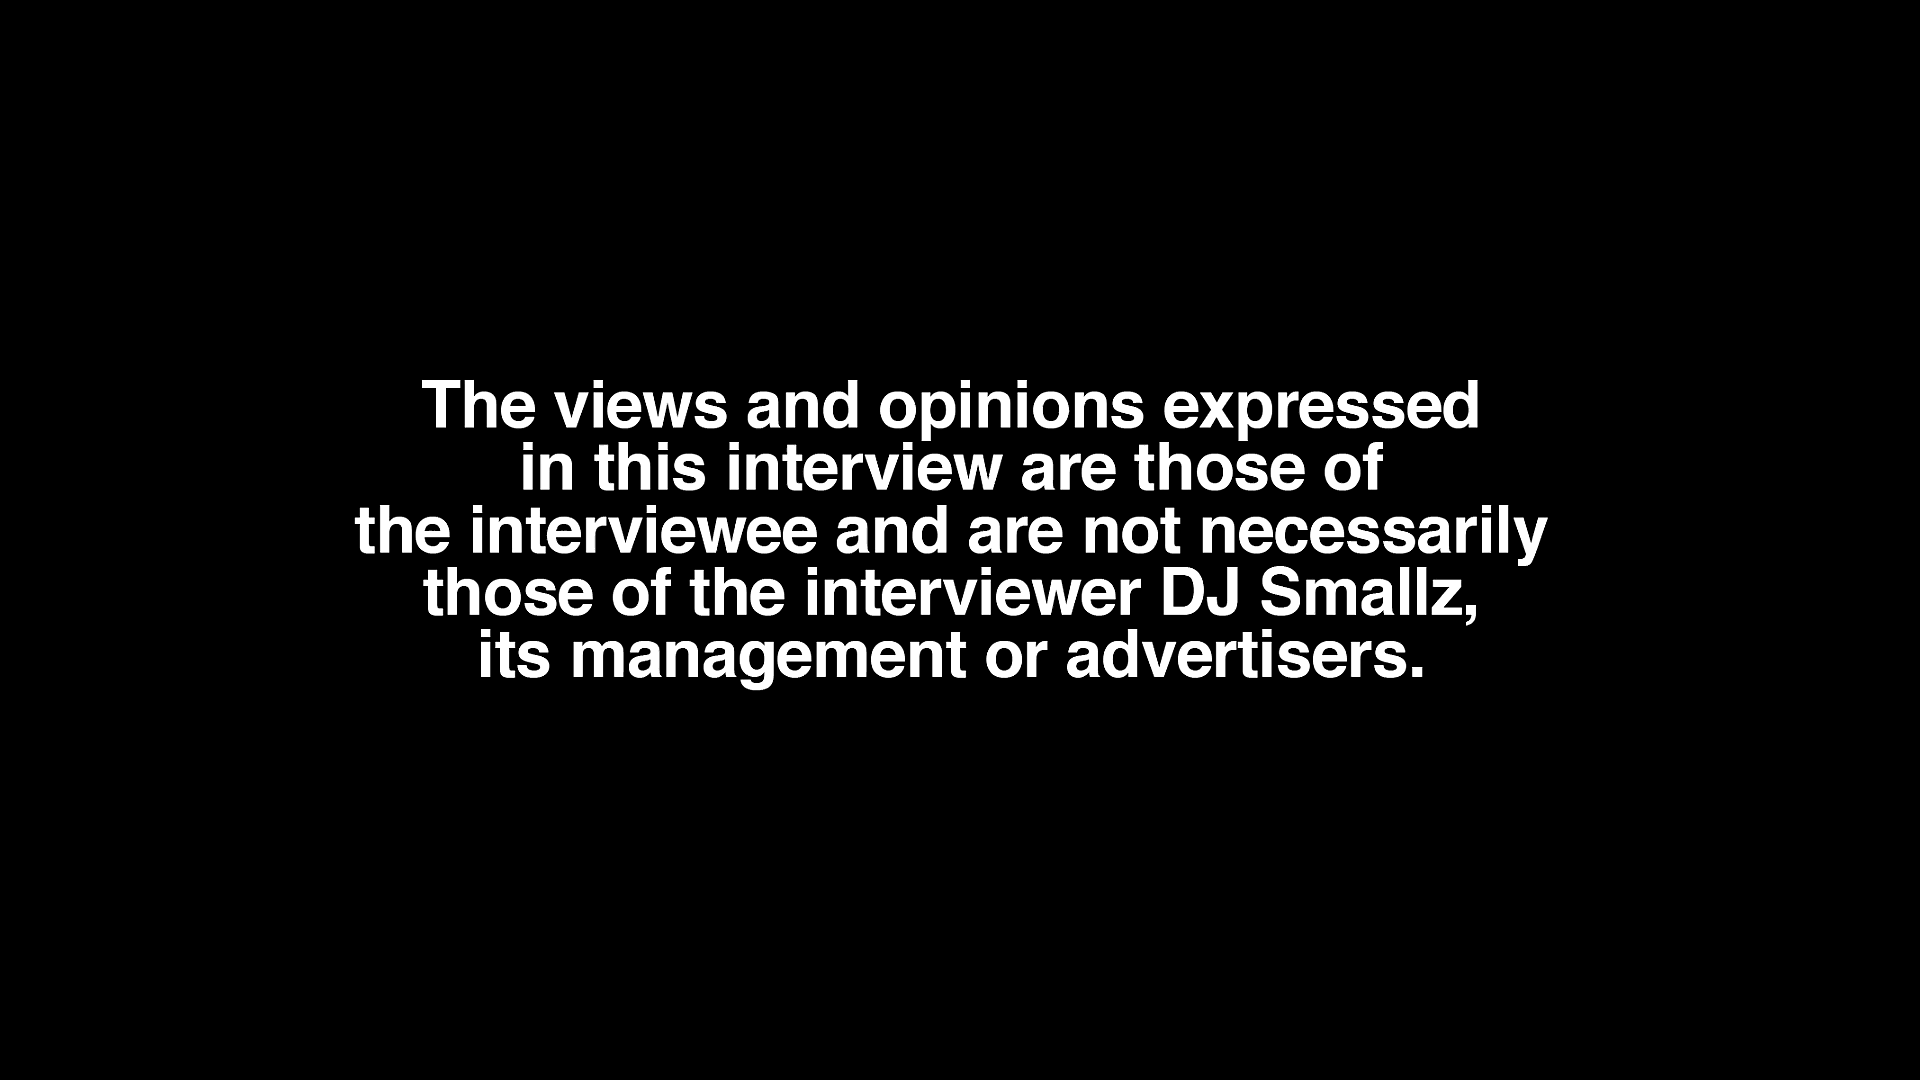 The views and opinions expressed
in this interview are those of
the interviewee and are not necessarily
those of the interviewer DJ Smallz,
its management or advertisers.